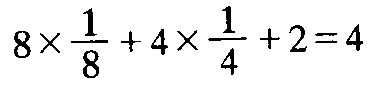 8 × 1/8 + 4 × 1/4 + 2 = 4